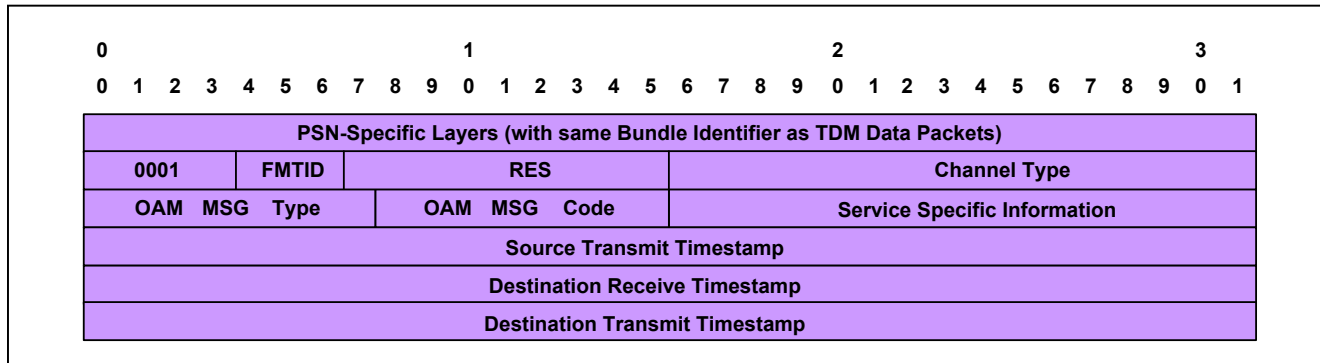 0 1 2 3
0 1 2 3 4 5 6 7 8 9 0 1 2 3 4 5 6 7 8 9 0 1 2 3 4 5 6 7 8 9 0 1
PSN-Specific Layers (with same Bundle Identifier as TDM Data Packets)
0001 FMTID RES Channel Type
OAM MSG Type OAM MSG Code Service Specific Information
Source Transmit Timestamp
Destination Receive Timestamp
Destination Transmit Timestamp